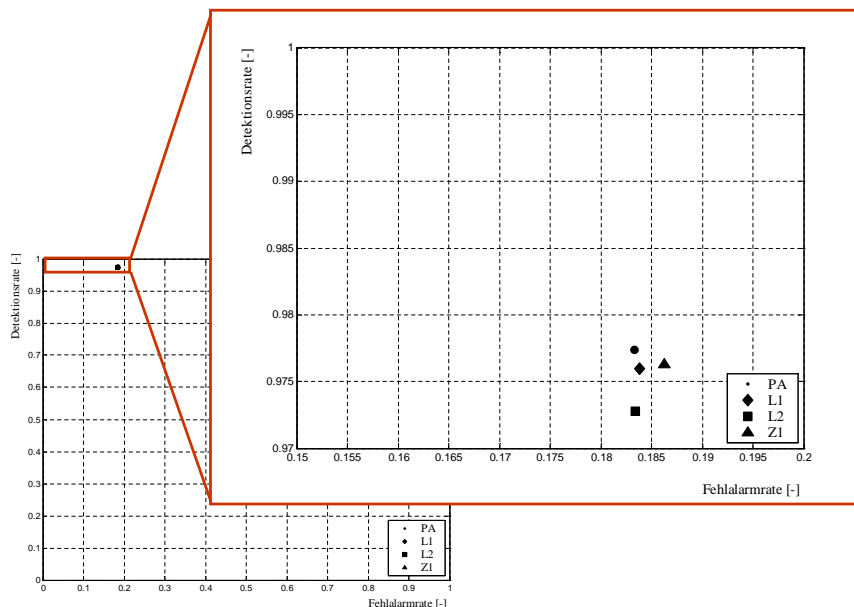 Detektionsrate [-]
1
0.995
0.99
0.985
0.98
0.975
0.97
0.15 0.155 0.16 0.165 0.17 0.175 0.18 0.185 0.19 0.195 0.2
Fehlalarmrate [-]
PA
L1
L2
Z1
Detektionsrate [-]
1
0.9
0.8
0.7
0.6
0.5
0.4
0.3
0.2
0.1
0
0 0.1 0.2 0.3 0.4 0.5 0.6 0.7 0.8 0.9 1
Fehlalarmrate [-]
PA
L1
L2
Z1